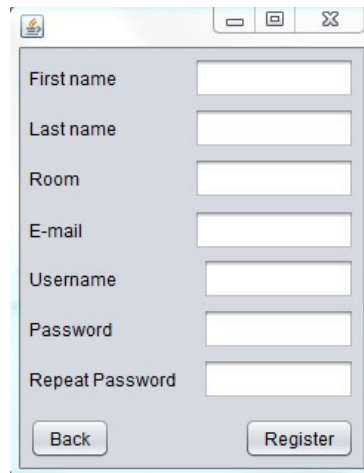 First name
Last name
Room
E-mail
Username
Password
Repeat Password
Back Register